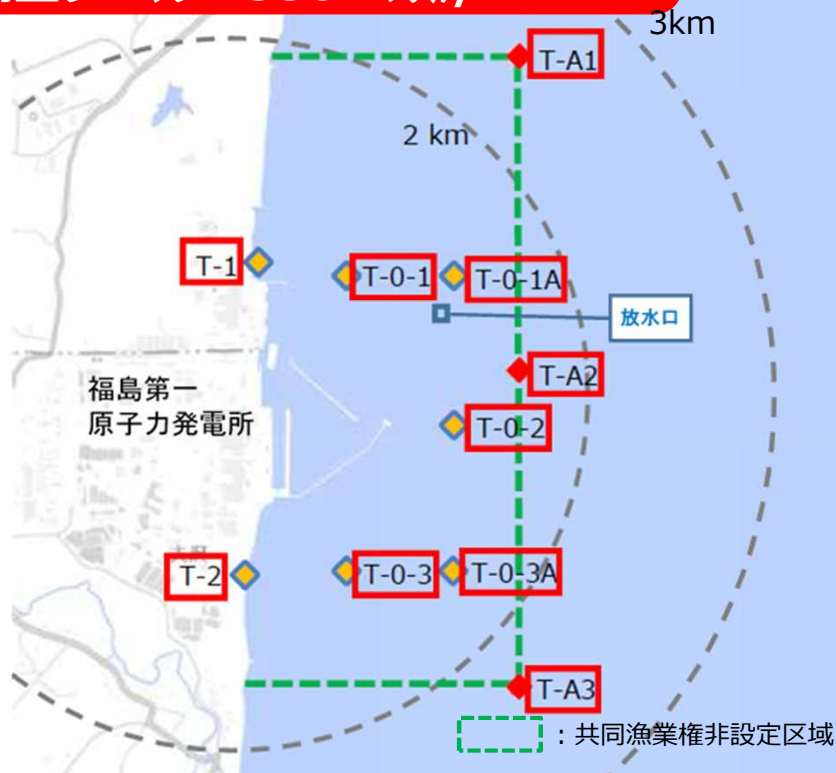 3km
T-A1
2 km
T-1
T-0-1
T-0-1A
放水口
T-A2
福島第一
原子力発電所
T-0-2
T-2
T-0-3
T-0-3A
T-A3
：共同漁業権非設定区域